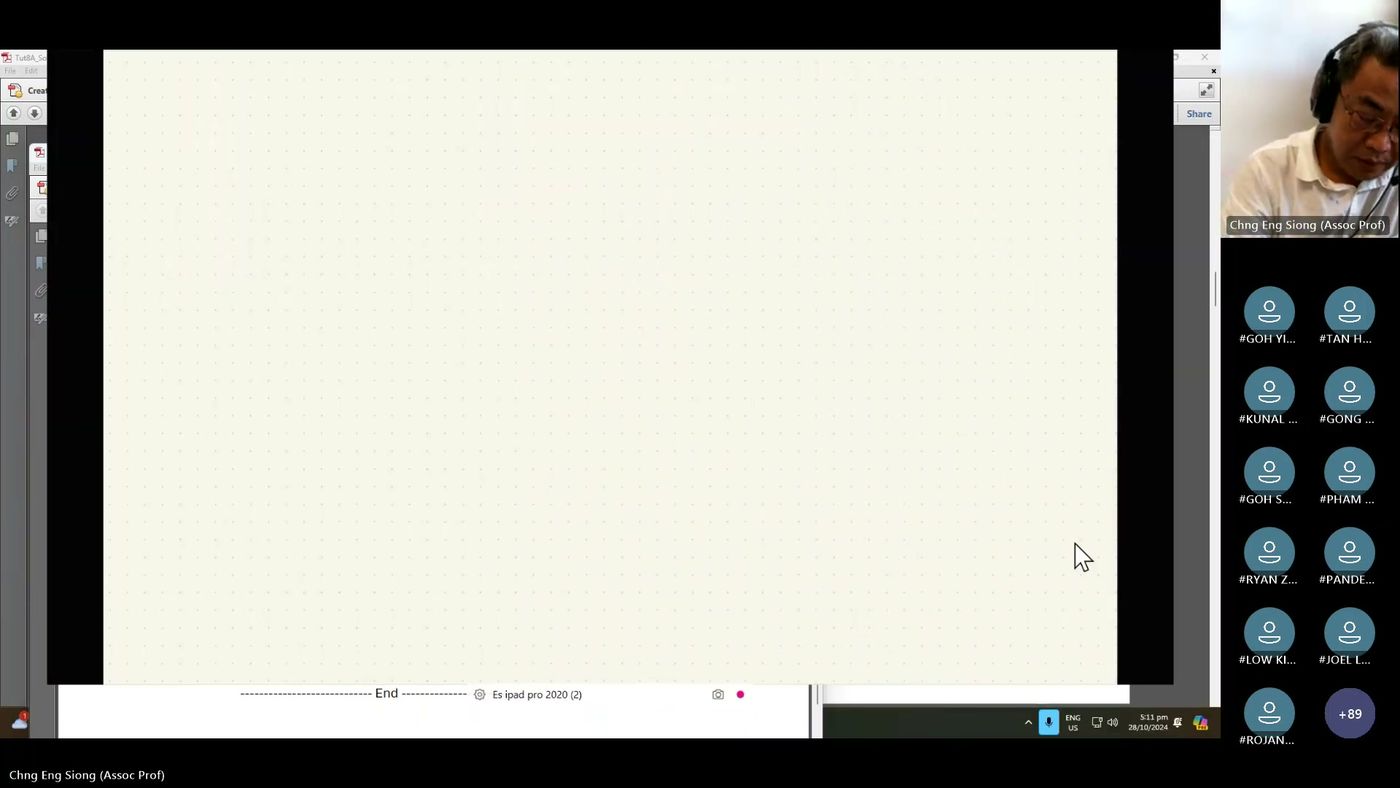 Tut8A_So
File Edit
Creat
File
Share
Chng Eng Siong (Assoc Prof)
#GOH YI...
#TAN H...
#KUNAL ...
#GONG ...
#GOH S...
#PHAM ...
#RYAN Z...
#PANDE...
#LOW KI...
#JOEL L...
#ROJAN...
+89
---------------------------- End -------------
Es ipad pro 2020 (2)
1
ENG
US
5:11 pm
28/10/2024
Chng Eng Siong (Assoc Prof)